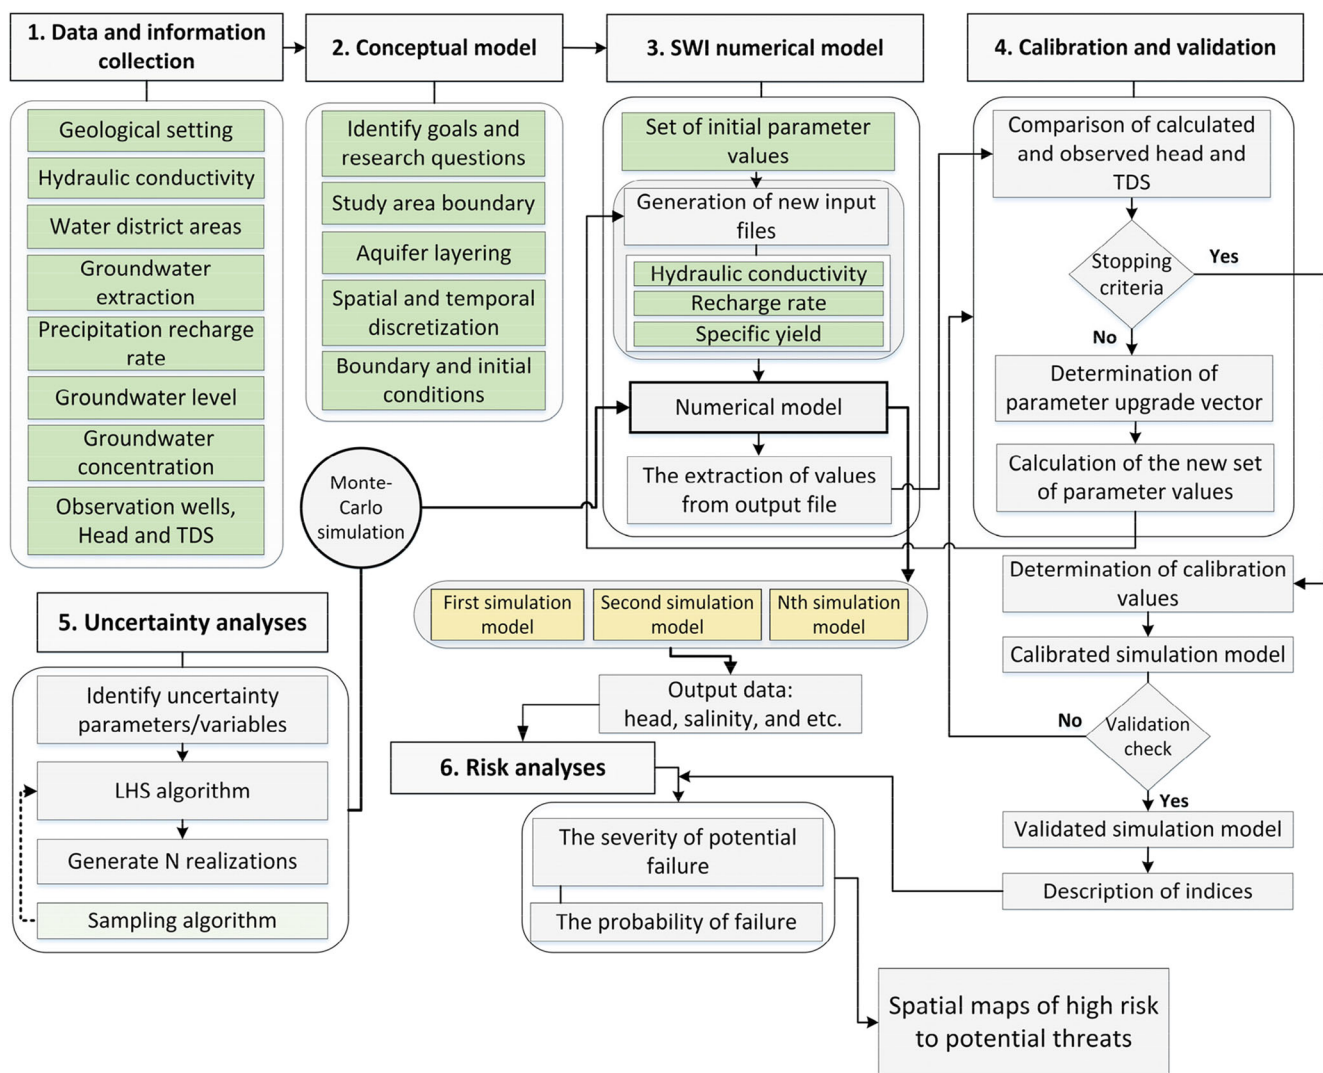 1. Data and information
collection
Geological setting
Hydraulic conductivity
Water district areas
Groundwater
extraction
Precipitation recharge
rate
Groundwater level
Groundwater
concentration
Observation wells,
Head and TDS
2. Conceptual model
Identify goals and
research questions
Study area boundary
Aquifer layering
Spatial and temporal
discretization
Boundary and initial
conditions
3. SWI numerical model
Set of initial parameter
values
Generation of new input
files
Hydraulic conductivity
Recharge rate
Specific yield
Numerical model
The extraction of values
from output file
4. Calibration and validation
Comparison of calculated
and observed head and
TDS
Stopping
criteria
Yes
No
Determination of
parameter upgrade vector
Calculation of the new set
of parameter values
Determination of calibration
values
Calibrated simulation model
Validation
check
No
Yes
Validated simulation model
Description of indices
Monte-
Carlo
simulation
5. Uncertainty analyses
Identify uncertainty
parameters/variables
LHS algorithm
Generate N realizations
Sampling algorithm
First simulation
model
Second simulation
model
Nth simulation
model
Output data:
head, salinity, and etc.
6. Risk analyses
The severity of potential
failure
The probability of failure
Spatial maps of high risk
to potential threats